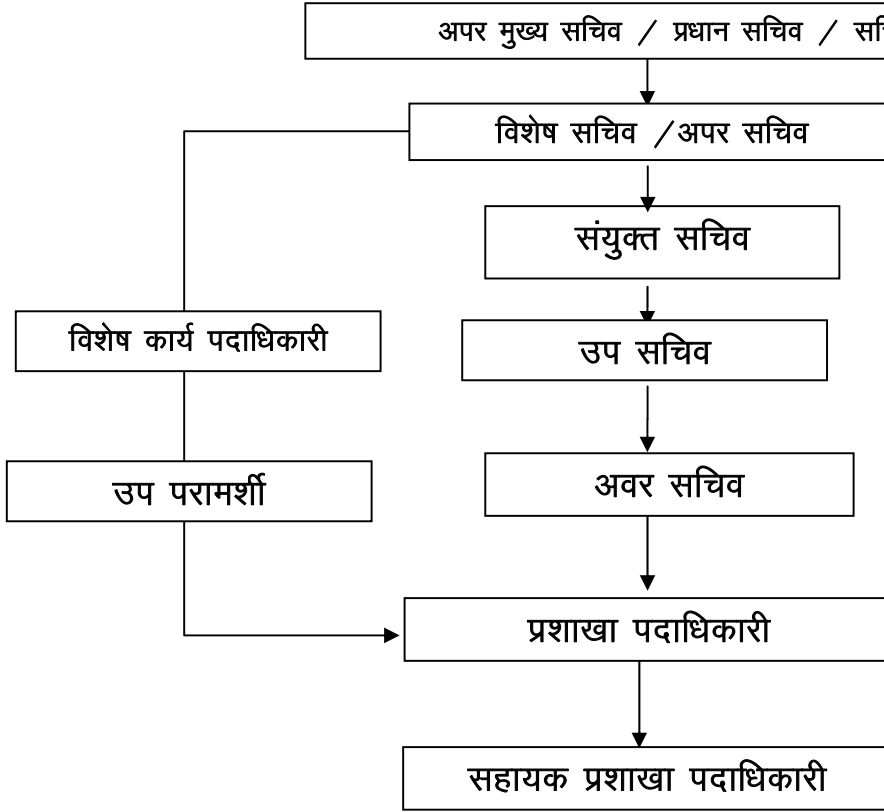 अपर मुख्य सचिव / प्रधान सचिव /
विशेष सचिव /अपर सचिव
संयुक्त सचिव
विशेष कार्य पदाधिकारी
उप सचिव
उप परामर्शी
अवर सचिव
प्रशाखा पदाधिकारी
सहायक प्रशाखा पदाधिकारी